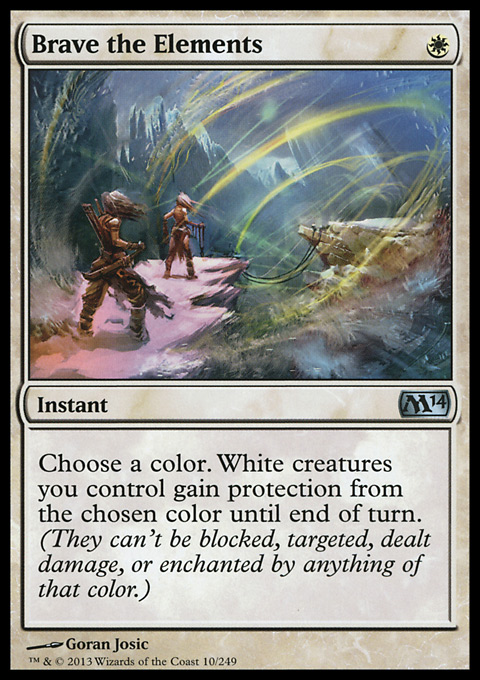 Brave the Elements
Instant
M14
Choose a color. White creatures
you control gain protection from
the chosen color until end of turn.
(They can't be blocked, targeted, dealt
damage, or enchanted by anything of
that color.)
Goran Josic
™ & © 2013 Wizards of the Coast 10/249